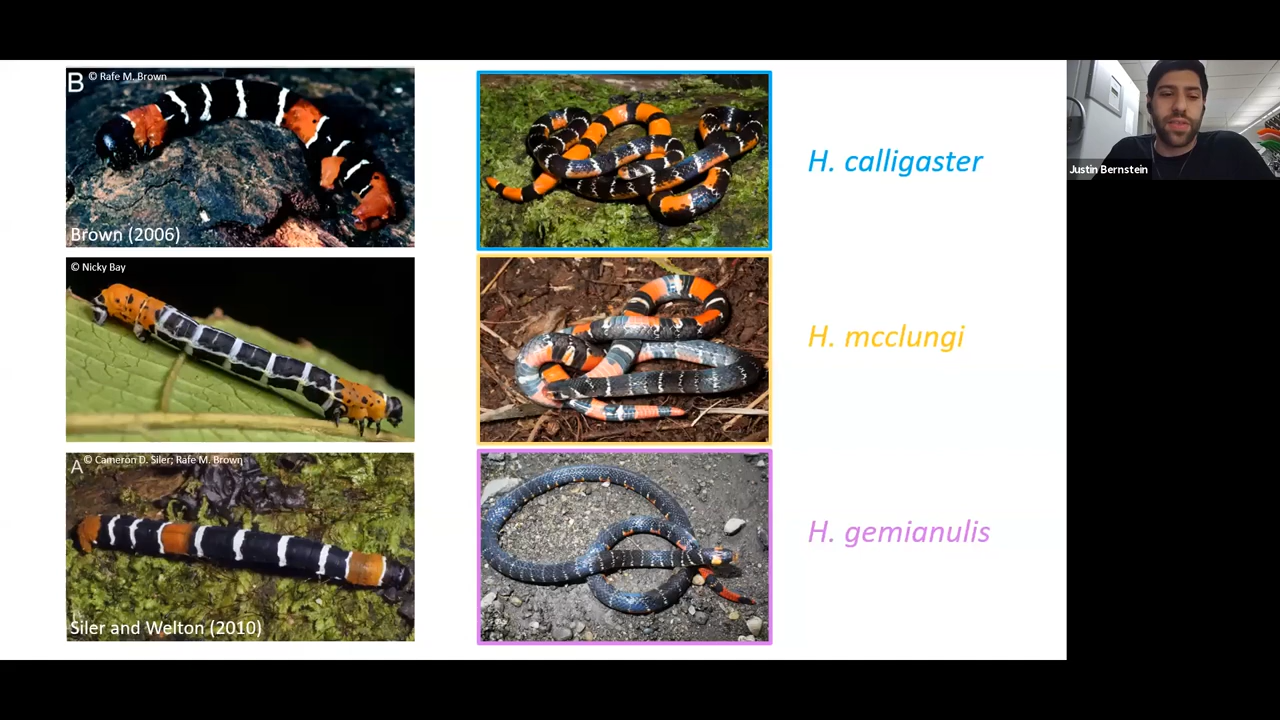 B © Rafe M. Brown
Brown (2006)
© Nicky Bay
A © Cameron D. Siler; Rafe M. Brown
Siler and Welton (2010)
H. calligaster
H. mcclungi
H. gemianulis
Justin Bernstein